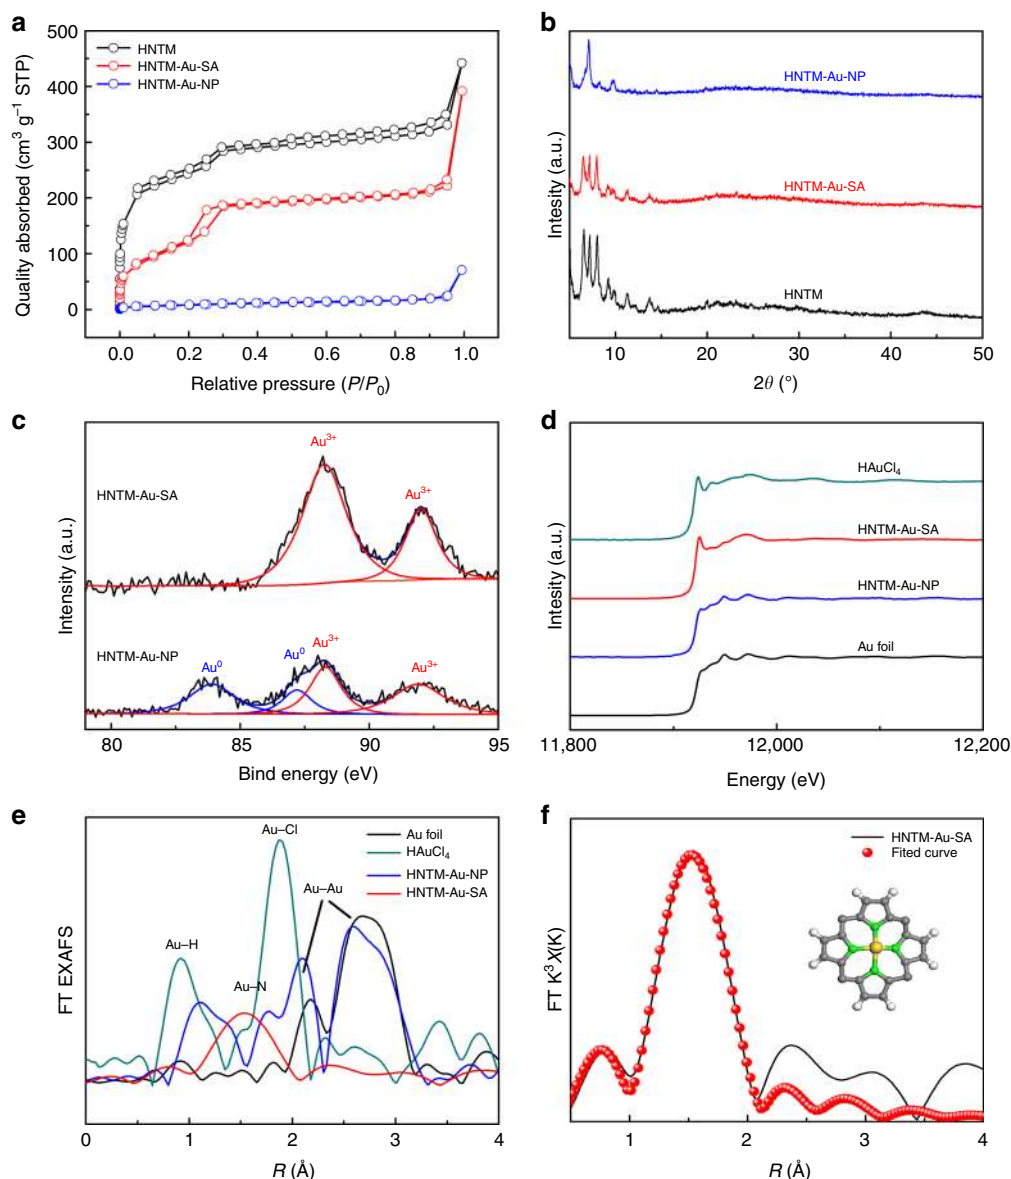 a
500
400
300
200
100
0
Quality absorbed (cm³ g⁻¹ STP)
HNTM
HNTM-Au-SA
HNTM-Au-NP
0.0 0.2 0.4 0.6 0.8 1.0
Relative pressure (P/P₀)
b
Intesity (a.u.)
HNTM-Au-NP
HNTM-Au-SA
HNTM
10 20 30 40 50
2θ (°)
c
Intensity (a.u.)
HNTM-Au-SA
Au³⁺
Au³⁺
HNTM-Au-NP
Au⁰
Au⁰
Au³⁺
Au³⁺
80 85 90 95
Bind energy (eV)
d
Intesity (a.u.)
HAuCl₄
HNTM-Au-SA
HNTM-Au-NP
Au foil
11,800 12,000 12,200
Energy (eV)
e
FT EXAFS
Au–Cl
Au–Au
Au–H
Au–N
Au foil
HAuCl₄
HNTM-Au-NP
HNTM-Au-SA
0 1 2 3 4
R (Å)
f
FT K³X(K)
HNTM-Au-SA
Fited curve
1 2 3 4
R (Å)